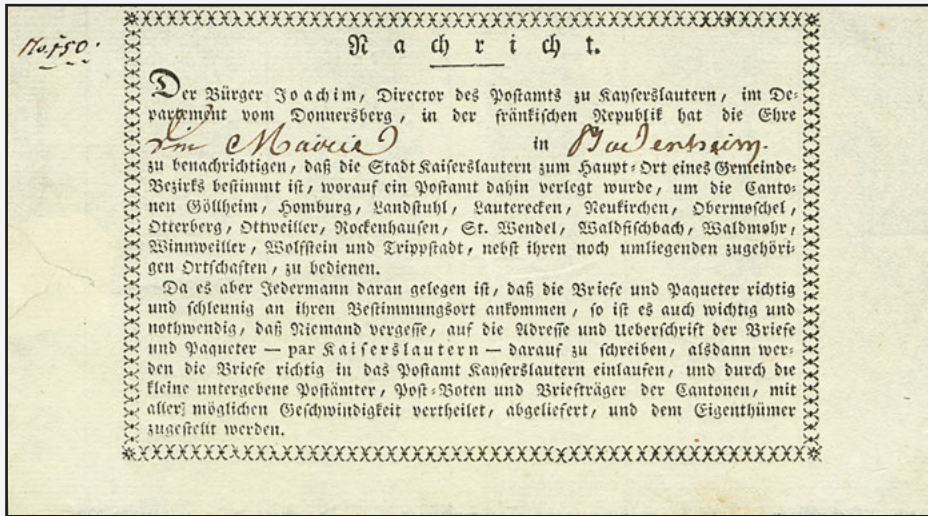 No. 150.
Nachricht.
Der Bürger Joachim, Director des Postamts zu Kayserslautern, im De-
partement vom Donnersberg, in der fränkischen Republik hat die Ehre
Mairie in Bodenheim.
zu benachrichtigen, daß die Stadt Kaiserslautern zum Haupt-Ort eines Gemeinde-
Bezirks bestimmt ist, worauf ein Postamt dahin verlegt wurde, um die Canto-
nen Göllheim, Homburg, Landstuhl, Lauterecken, Neukirchen, Obermoschel,
Otterberg, Ottweiller, Rockenhausen, St. Wendel, Waldfischbach, Waldmohr,
Winnweiller, Wolfstein und Trippstadt, nebst ihren noch umliegenden zugehöri-
gen Ortschaften, zu bedienen.
Da es aber Jedermann daran gelegen ist, daß die Briefe und Paqueter richtig
und schleunig an ihren Bestimmungsort ankommen, so ist es auch wichtig und
nothwendig, daß Niemand vergesse, auf die Adresse und Ueberschrift der Briefe
und Paqueter — par Kaiserslautern — darauf zu schreiben, alsdann wer-
den die Briefe richtig in das Postamt Kayserslautern einlaufen, und durch die
kleine untergebene Postämter, Post-Boten und Briefträger der Cantonen, mit
aller möglichen Geschwindigkeit vertheilet, abgeliefert, und dem Eigenthümer
zugestellt werden.